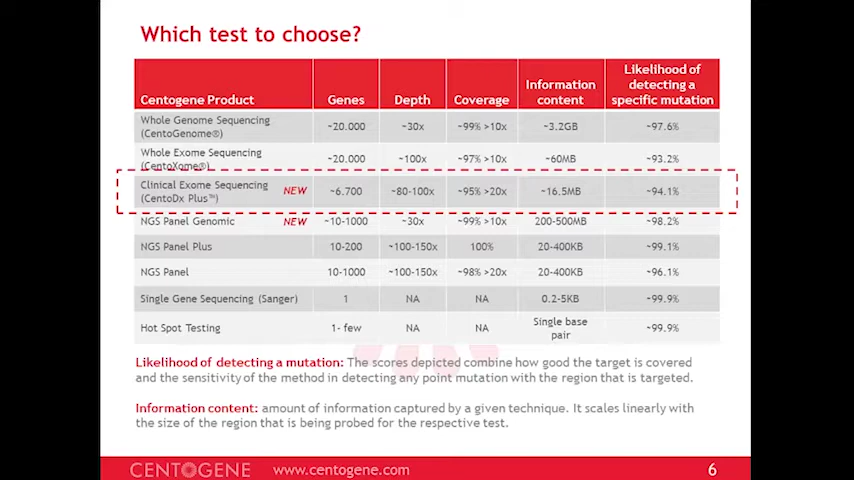 Which test to choose?
Centogene Product Genes Depth Coverage Information content Likelihood of detecting a specific mutation
Whole Genome Sequencing (CentoGenome®) ~20.000 ~30x ~99% >10x ~3.2GB ~97.6%
Whole Exome Sequencing (CentoXome®) ~20.000 ~100x ~97% >10x ~60MB ~93.2%
Clinical Exome Sequencing (CentoDx Plus™) NEW ~6.700 ~80-100x ~95% >20x ~16.5MB ~94.1%
NGS Panel Genomic NEW ~10-1000 ~30x ~99% >10x 200-500MB ~98.2%
NGS Panel Plus 10-200 ~100-150x 100% 20-400KB ~99.1%
NGS Panel 10-1000 ~100-150x ~98% >20x 20-400KB ~96.1%
Single Gene Sequencing (Sanger) 1 NA NA 0.2-5KB ~99.9%
Hot Spot Testing 1- few NA NA Single base pair ~99.9%
Likelihood of detecting a mutation: The scores depicted combine how good the target is covered
and the sensitivity of the method in detecting any point mutation with the region that is targeted.
Information content: amount of information captured by a given technique. It scales linearly with
the size of the region that is being probed for the respective test.
CENTOGENE www.centogene.com 6